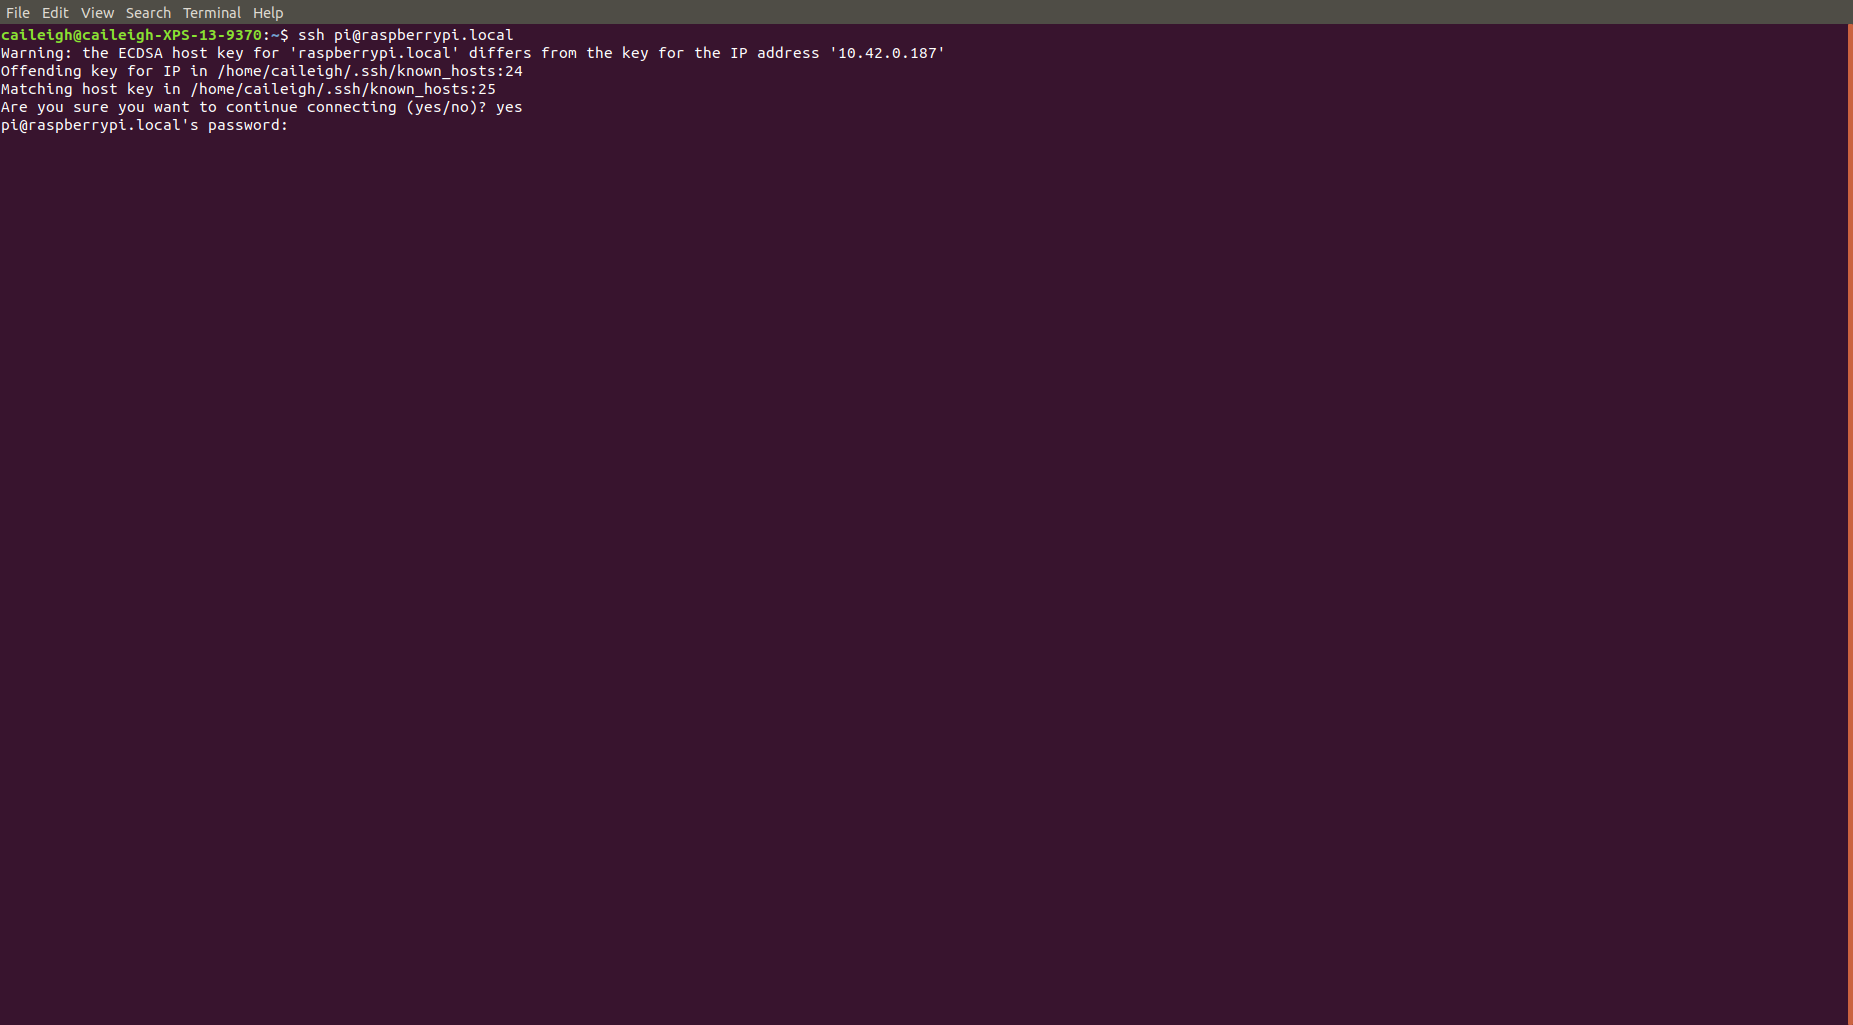 File Edit View Search Terminal Help
caileigh@caileigh-XPS-13-9370:~$ ssh pi@raspberrypi.local
Warning: the ECDSA host key for 'raspberrypi.local' differs from the key for the IP address '10.42.0.187'
Offending key for IP in /home/caileigh/.ssh/known_hosts:24
Matching host key in /home/caileigh/.ssh/known_hosts:25
Are you sure you want to continue connecting (yes/no)? yes
pi@raspberrypi.local's password: